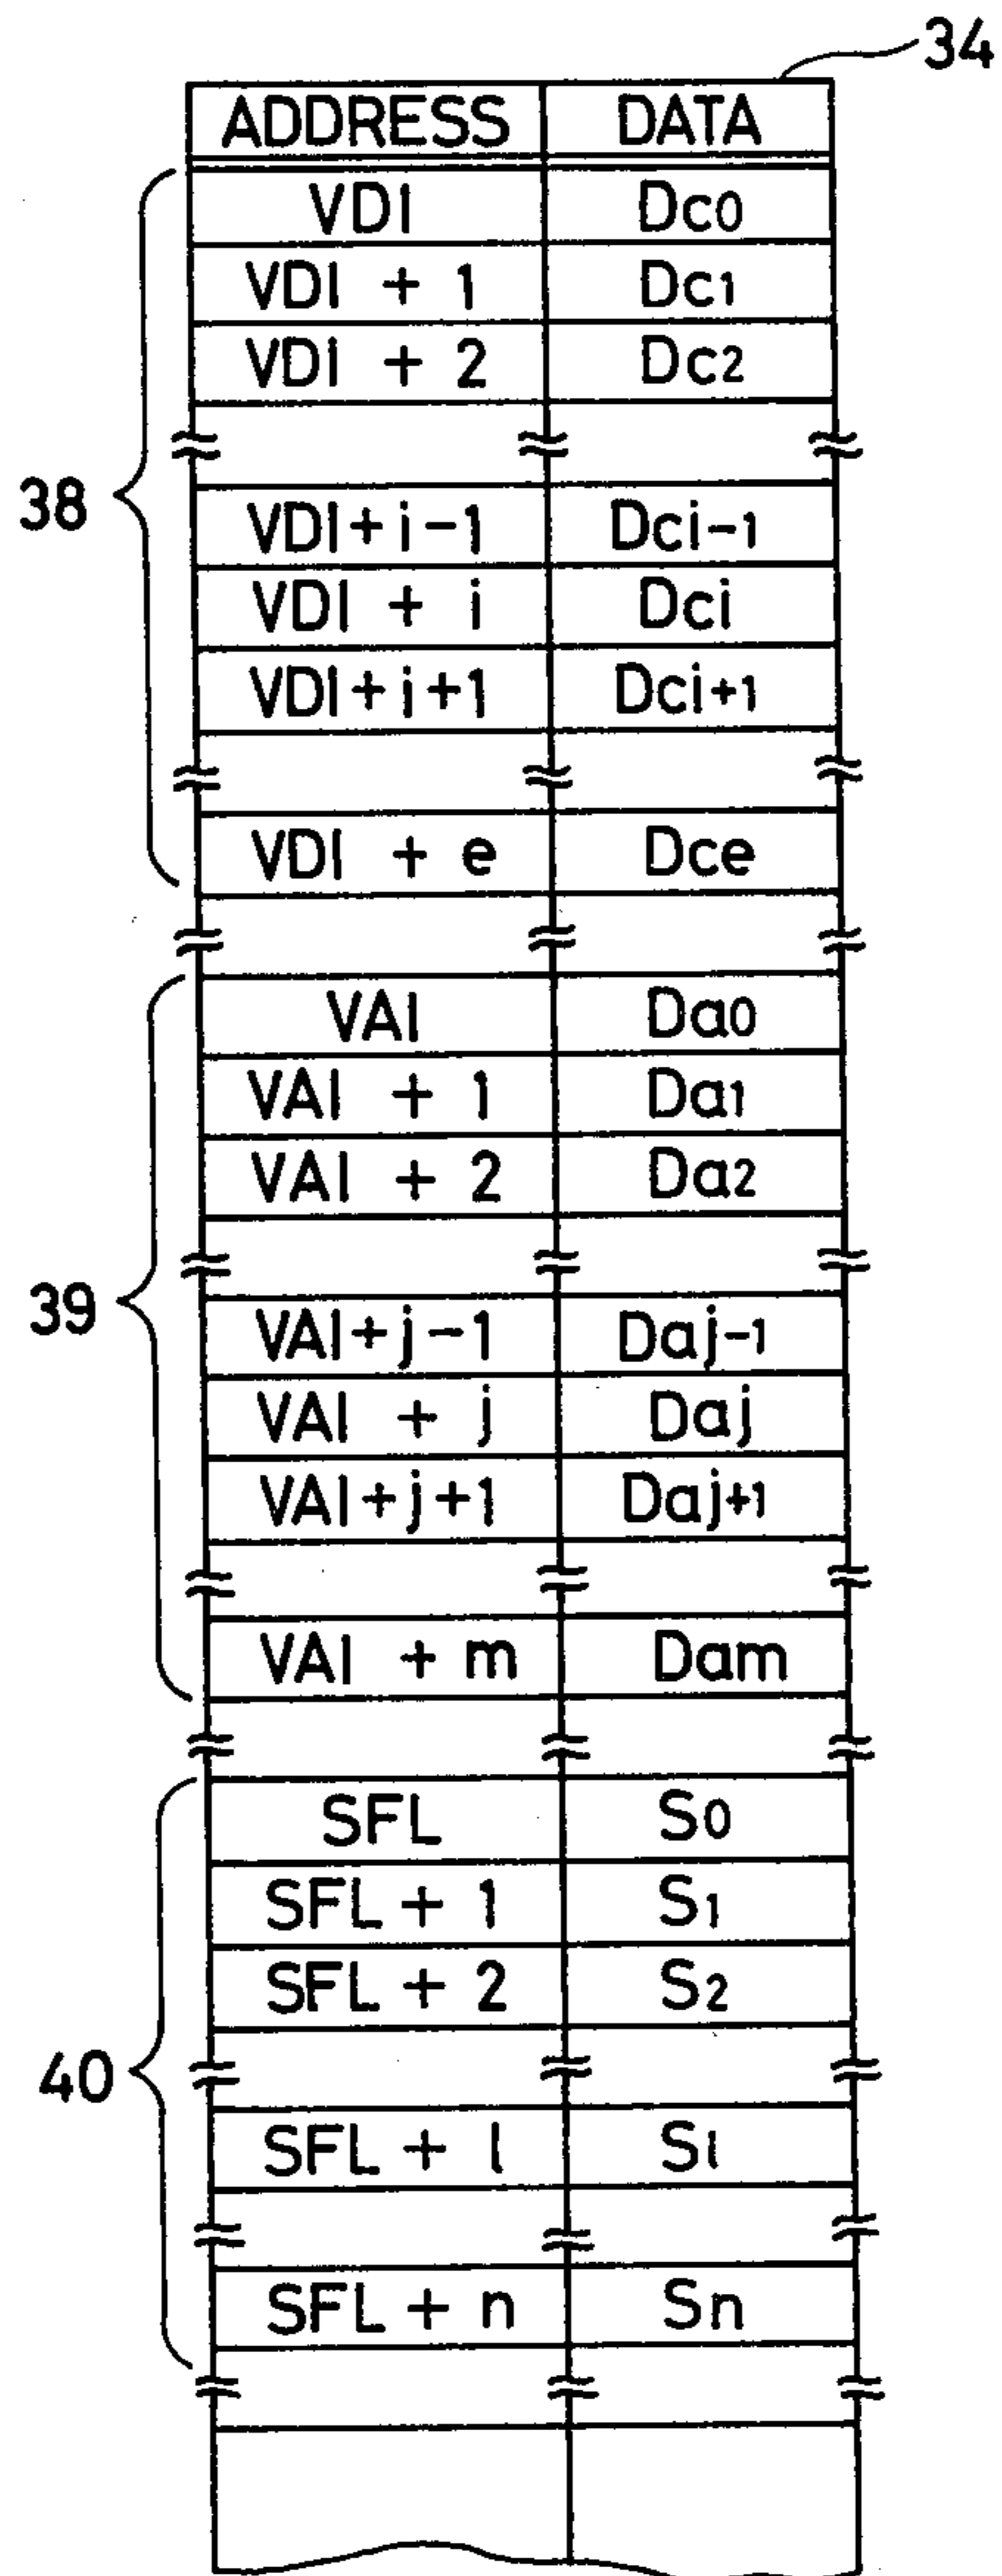 34
ADDRESS DATA
VDI Dc0
VDI + 1 Dc1
VDI + 2 Dc2
38
VDI+i-1 Dci-1
VDI + i Dci
VDI+i+1 Dci+1
VDI + e Dce
VAI Da0
VAI + 1 Da1
VAI + 2 Da2
39
VAI+j-1 Daj-1
VAI + j Daj
VAI+j+1 Daj+1
VAI + m Dam
SFL S0
SFL + 1 S1
SFL + 2 S2
40
SFL + l Sl
SFL + n Sn